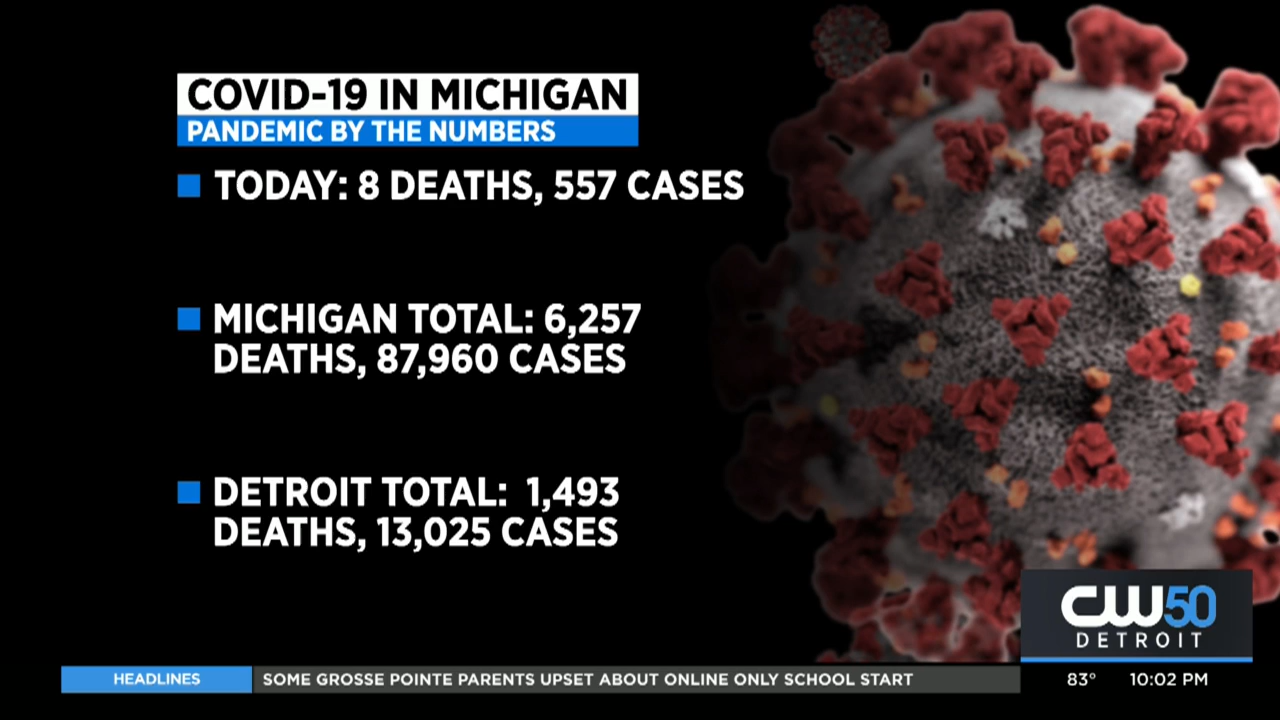 COVID-19 IN MICHIGAN
PANDEMIC BY THE NUMBERS
TODAY: 8 DEATHS, 557 CASES
MICHIGAN TOTAL: 6,257
DEATHS, 87,960 CASES
DETROIT TOTAL: 1,493
DEATHS, 13,025 CASES
CW50
DETROIT
HEADLINES SOME GROSSE POINTE PARENTS UPSET ABOUT ONLINE ONLY SCHOOL START 83° 10:02 PM